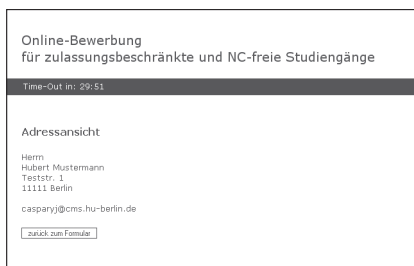 Online-Bewerbung
für zulassungsbeschränkte und NC-freie Studiengänge
Time-Out in: 29:51
Adressansicht
Herrn
Hubert Mustermann
Teststr. 1
11111 Berlin
casparyj@cms.hu-berlin.de
zurück zum Formular